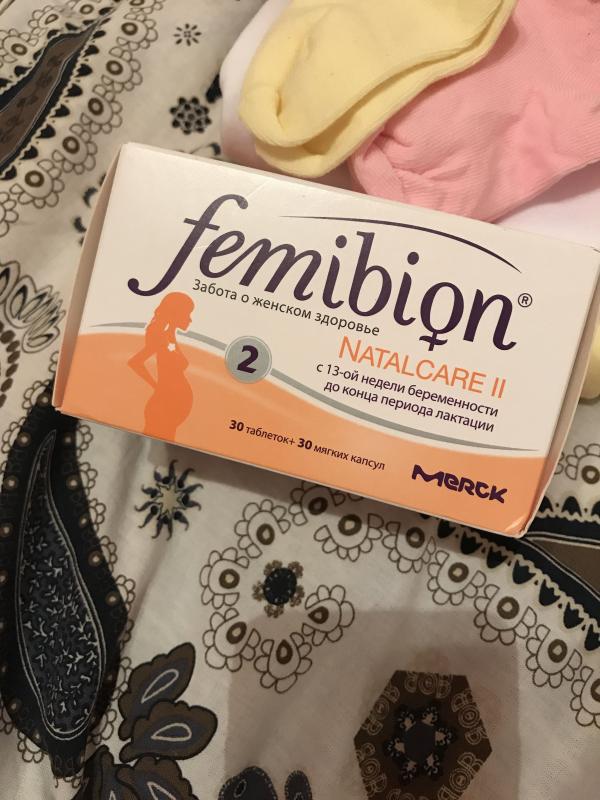 femibion®
Забота о женском здоровье
2
NATALCARE II
с 13-ой недели беременности
до конца периода лактации
30 таблеток+ 30 мягких капсул
MERCK